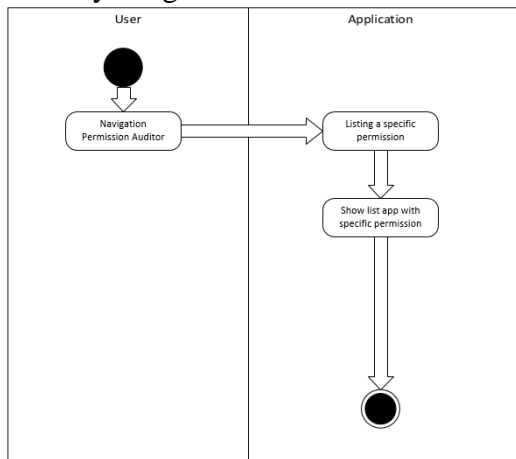 User
Application
Navigation
Permission Auditor
Listing a specific
permission
Show list app with
specific permission